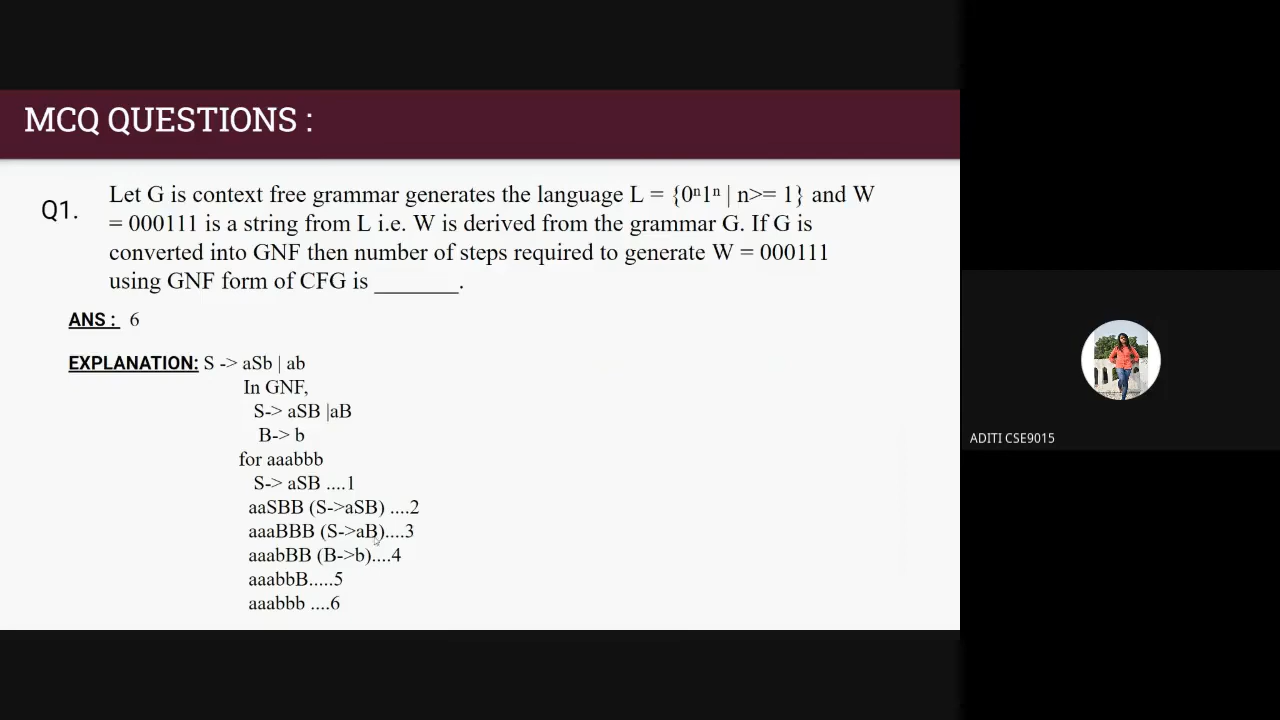 MCQ QUESTIONS :
Q1.
Let G is context free grammar generates the language L = {0ⁿ1ⁿ | n>= 1} and W
= 000111 is a string from L i.e. W is derived from the grammar G. If G is
converted into GNF then number of steps required to generate W = 000111
using GNF form of CFG is _______.
ANS : 6
EXPLANATION: S -> aSb | ab
In GNF,
S-> aSB |aB
B-> b
for aaabbb
S-> aSB ....1
aaSBB (S->aSB) ....2
aaaBBB (S->aB)....3
aaabBB (B->b)....4
aaabbB.....5
aaabbb ....6
ADITI CSE9015